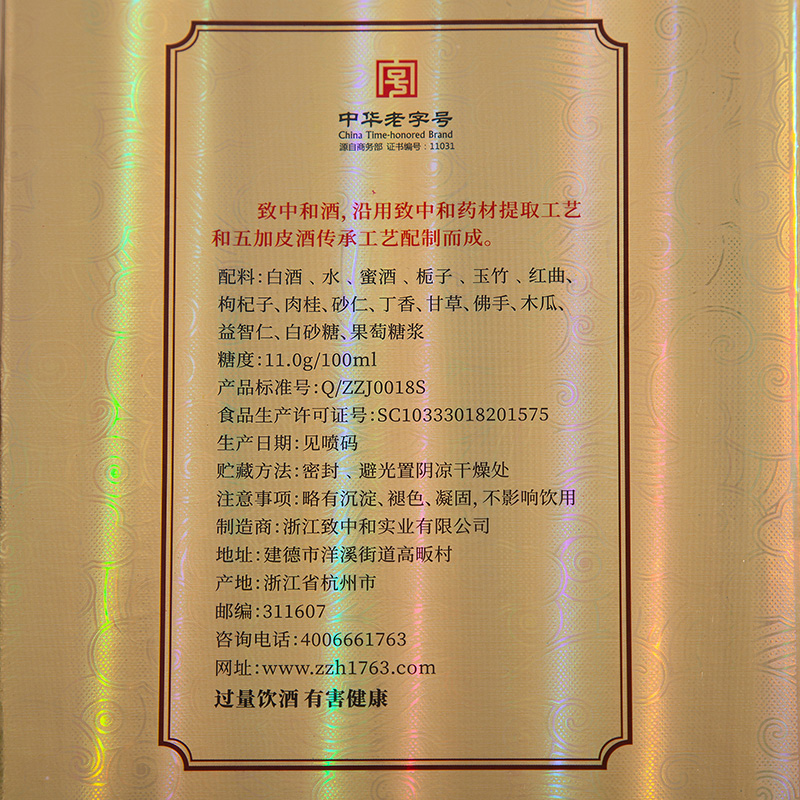 号
中华老字号
China Time-honored Brand
源自商务部 证书编号：11031
致中和酒，沿用致中和药材提取工艺
和五加皮酒传承工艺配制而成。
配料：白酒、水、蜜酒、栀子、玉竹、红曲、
枸杞子、肉桂、砂仁、丁香、甘草、佛手、木瓜、
益智仁、白砂糖、果葡糖浆
糖度：11.0g/100ml
产品标准号：Q/ZZJ0018S
食品生产许可证号：SC10333018201575
生产日期：见喷码
贮藏方法：密封、避光置阴凉干燥处
注意事项：略有沉淀、褪色、凝固，不影响饮用
制造商：浙江致中和实业有限公司
地址：建德市洋溪街道高畈村
产地：浙江省杭州市
邮编：311607
咨询电话：4006661763
网址：www.zzh1763.com
过量饮酒 有害健康